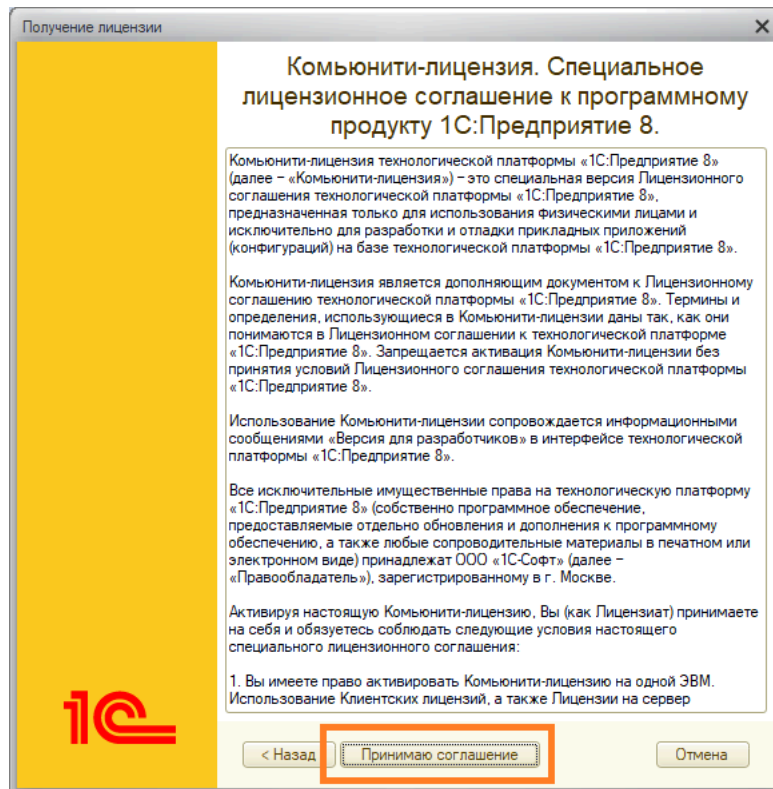 Получение лицензии
Комьюнити-лицензия. Специальное
лицензионное соглашение к программному
продукту 1С:Предприятие 8.
Комьюнити-лицензия технологической платформы «1С:Предприятие 8»
(далее – «Комьюнити-лицензия») – это специальная версия Лицензионного
соглашения технологической платформы «1С:Предприятие 8»,
предназначенная только для использования физическими лицами и
исключительно для разработки и отладки прикладных приложений
(конфигураций) на базе технологической платформы «1С:Предприятие 8».
Комьюнити-лицензия является дополняющим документом к Лицензионному
соглашению технологической платформы «1С:Предприятие 8». Термины и
определения, использующиеся в Комьюнити-лицензии даны так, как они
понимаются в Лицензионном соглашении к технологической платформе
«1С:Предприятие 8». Запрещается активация Комьюнити-лицензии без
принятия условий Лицензионного соглашения технологической платформы
«1С:Предприятие 8».
Использование Комьюнити-лицензии сопровождается информационными
сообщениями «Версия для разработчиков» в интерфейсе технологической
платформы «1С:Предприятие 8».
Все исключительные имущественные права на технологическую платформу
«1С:Предприятие 8» (собственно программное обеспечение,
предоставляемые отдельно обновления и дополнения к программному
обеспечению, а также любые сопроводительные материалы в печатном или
электронном виде) принадлежат ООО «1С-Софт» (далее –
«Правообладатель»), зарегистрированному в г. Москве.
Активируя настоящую Комьюнити-лицензию, Вы (как Лицензиат) принимаете
на себя и обязуетесь соблюдать следующие условия настоящего
специального лицензионного соглашения:
1. Вы имеете право активировать Комьюнити-лицензию на одной ЭВМ.
Использование Клиентских лицензий, а также Лицензии на сервер
1С
< Назад
Принимаю соглашение
Отмена